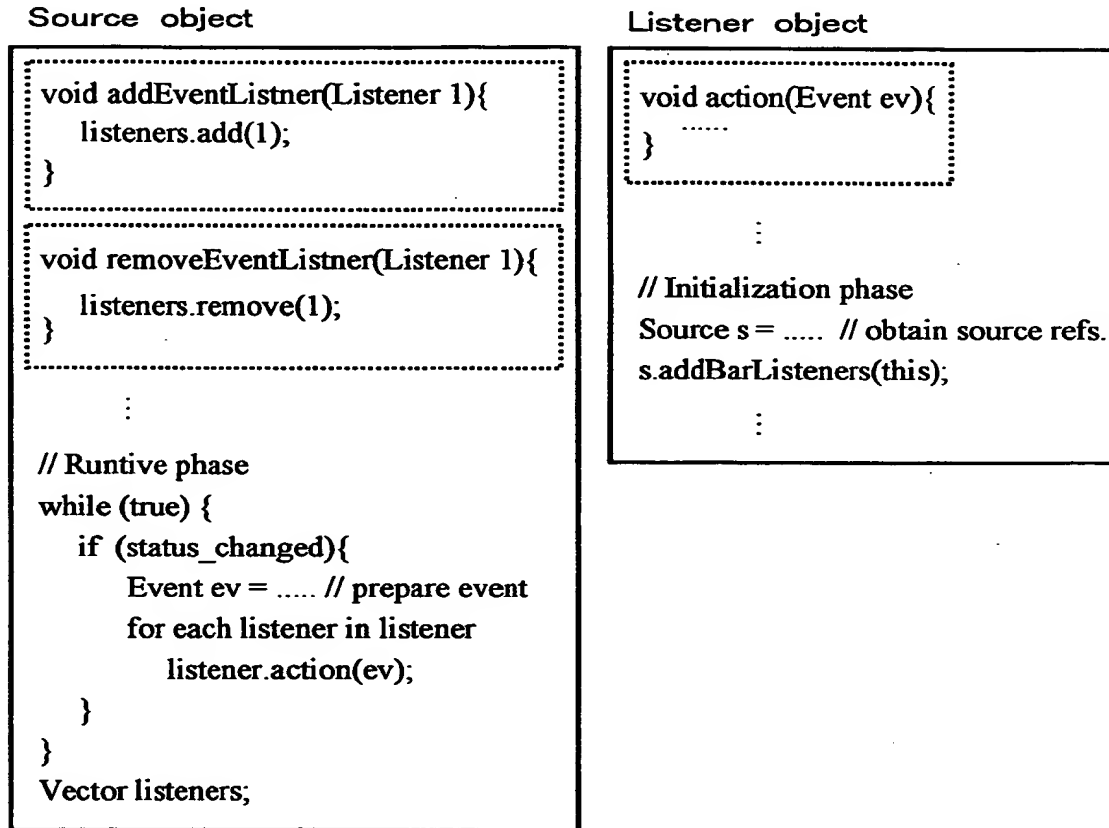 Source object
void addEventListner(Listener 1){
listeners.add(1);
}
void removeEventListner(Listener 1){
listeners.remove(1);
}
⋮
// Runtive phase
while (true) {
if (status_changed){
Event ev = ..... // prepare event
for each listener in listener
listener.action(ev);
}
}
Vector listeners;
Listener object
void action(Event ev){
......
}
⋮
// Initialization phase
Source s = ..... // obtain source refs.
s.addBarListeners(this);
⋮